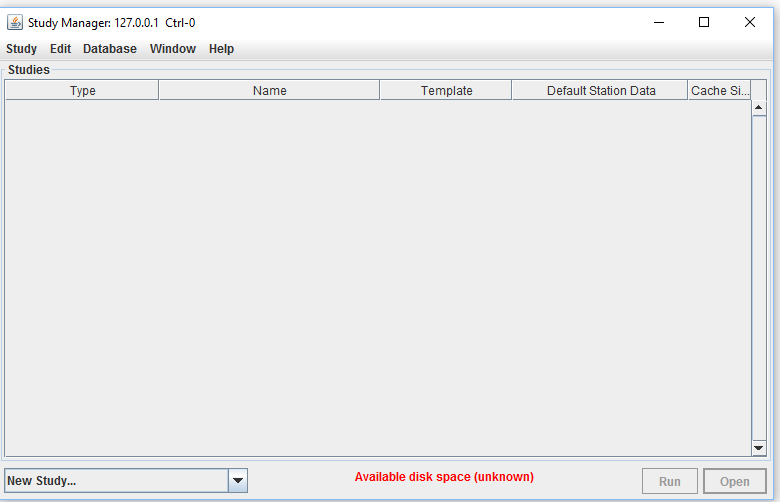 Study Manager: 127.0.0.1 Ctrl-0
Study Edit Database Window Help
Studies
Type Name Template Default Station Data Cache Si...
New Study... Available disk space (unknown) Run Open